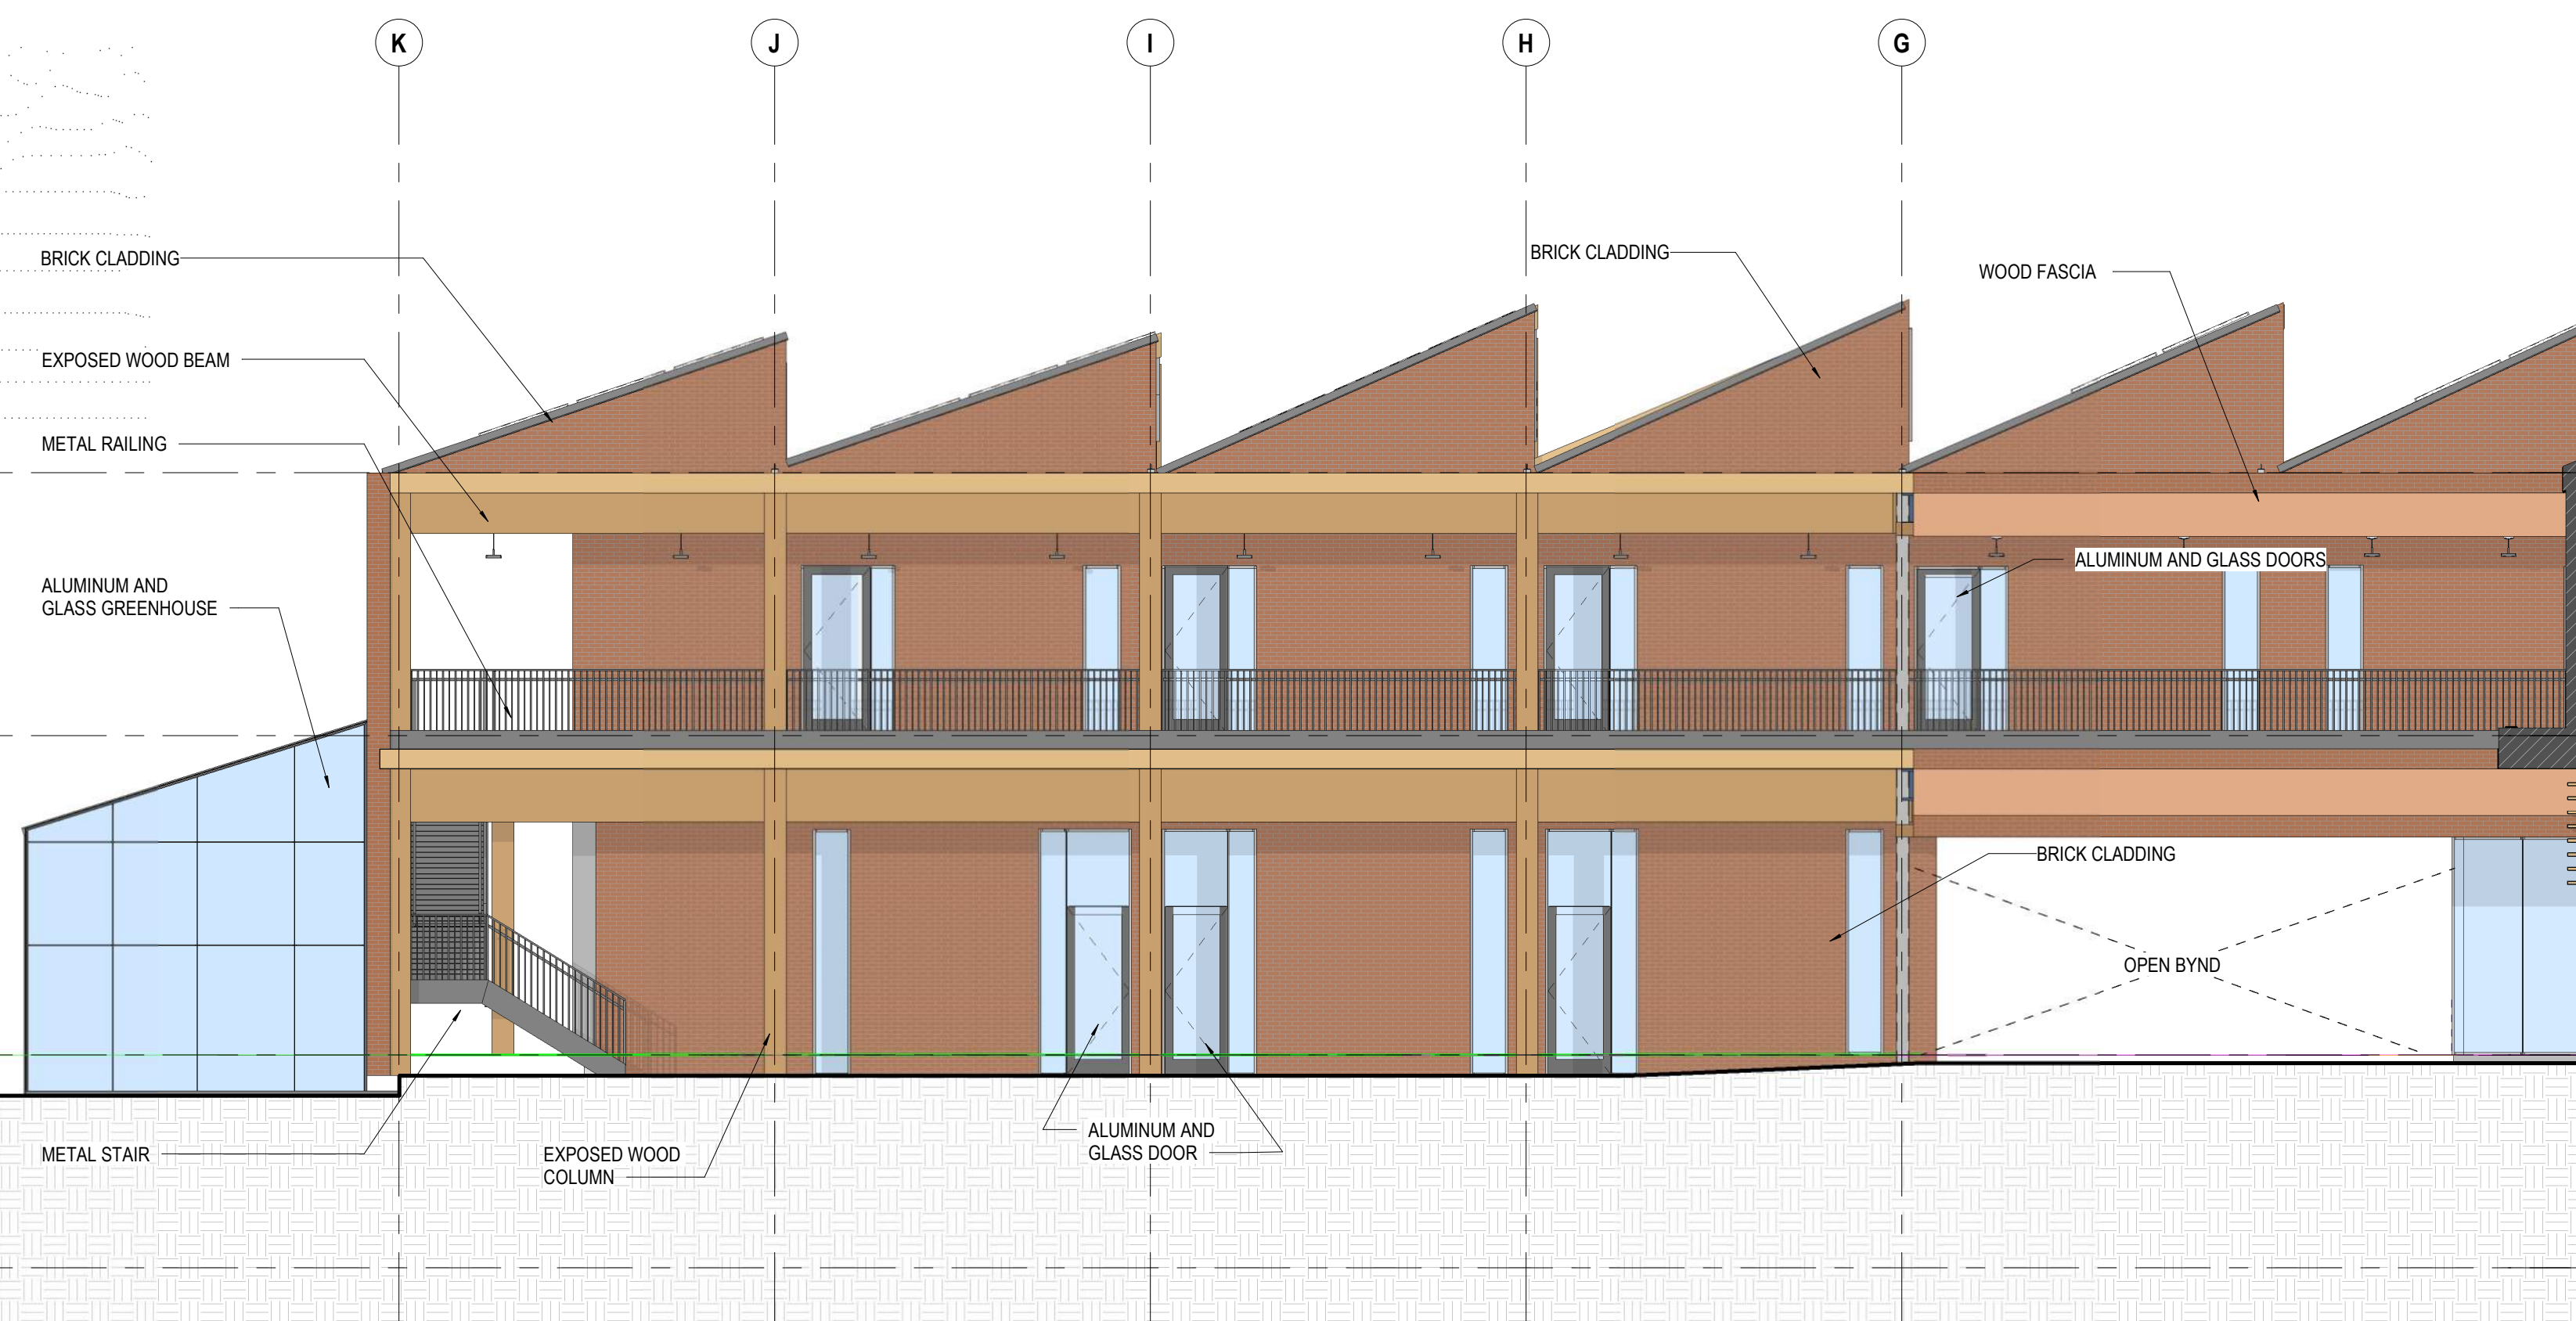 K
J
I
H
G
BRICK CLADDING
BRICK CLADDING
WOOD FASCIA
EXPOSED WOOD BEAM
METAL RAILING
ALUMINUM AND GLASS DOORS
ALUMINUM AND
GLASS GREENHOUSE
BRICK CLADDING
OPEN BYND
METAL STAIR
EXPOSED WOOD
COLUMN
ALUMINUM AND
GLASS DOOR